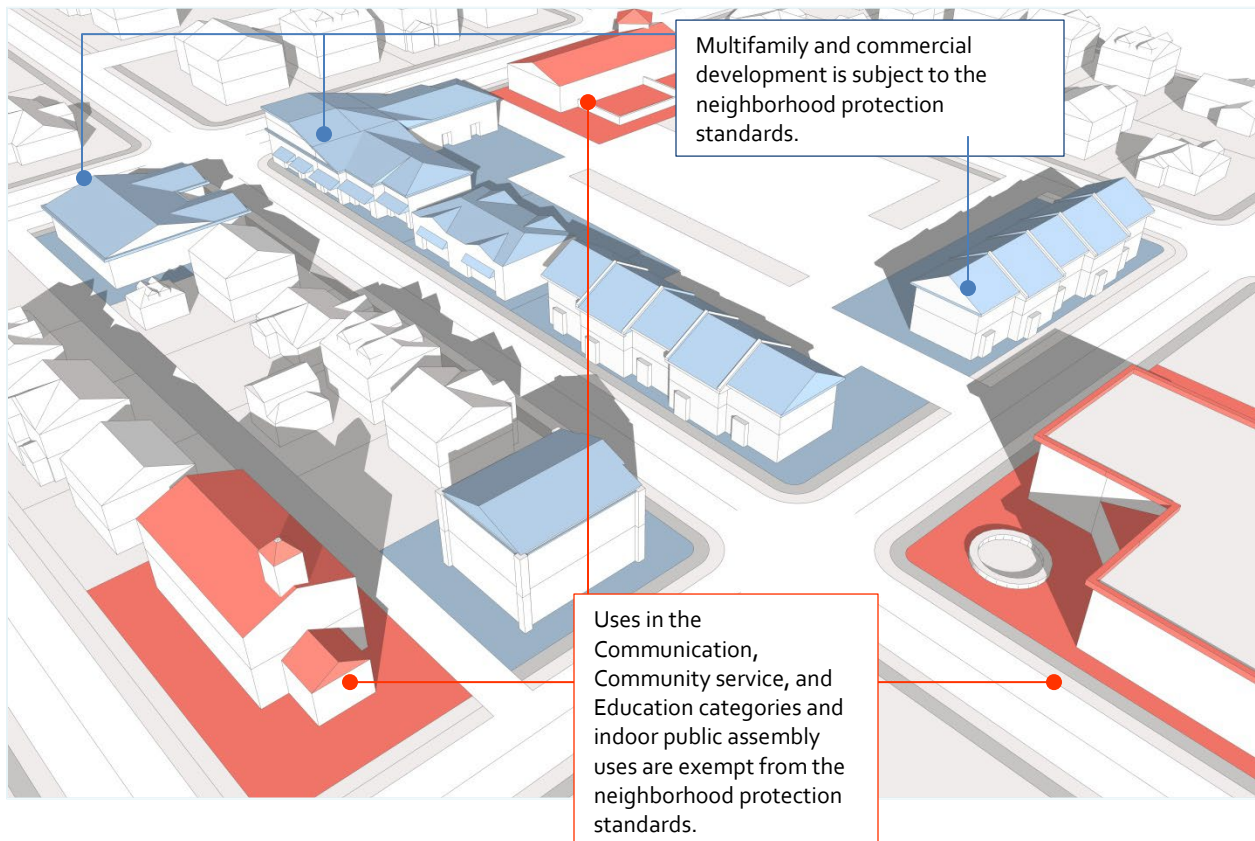 Multifamily and commercial
development is subject to the
neighborhood protection
standards.
Uses in the
Communication,
Community service, and
Education categories and
indoor public assembly
uses are exempt from the
neighborhood protection
standards.